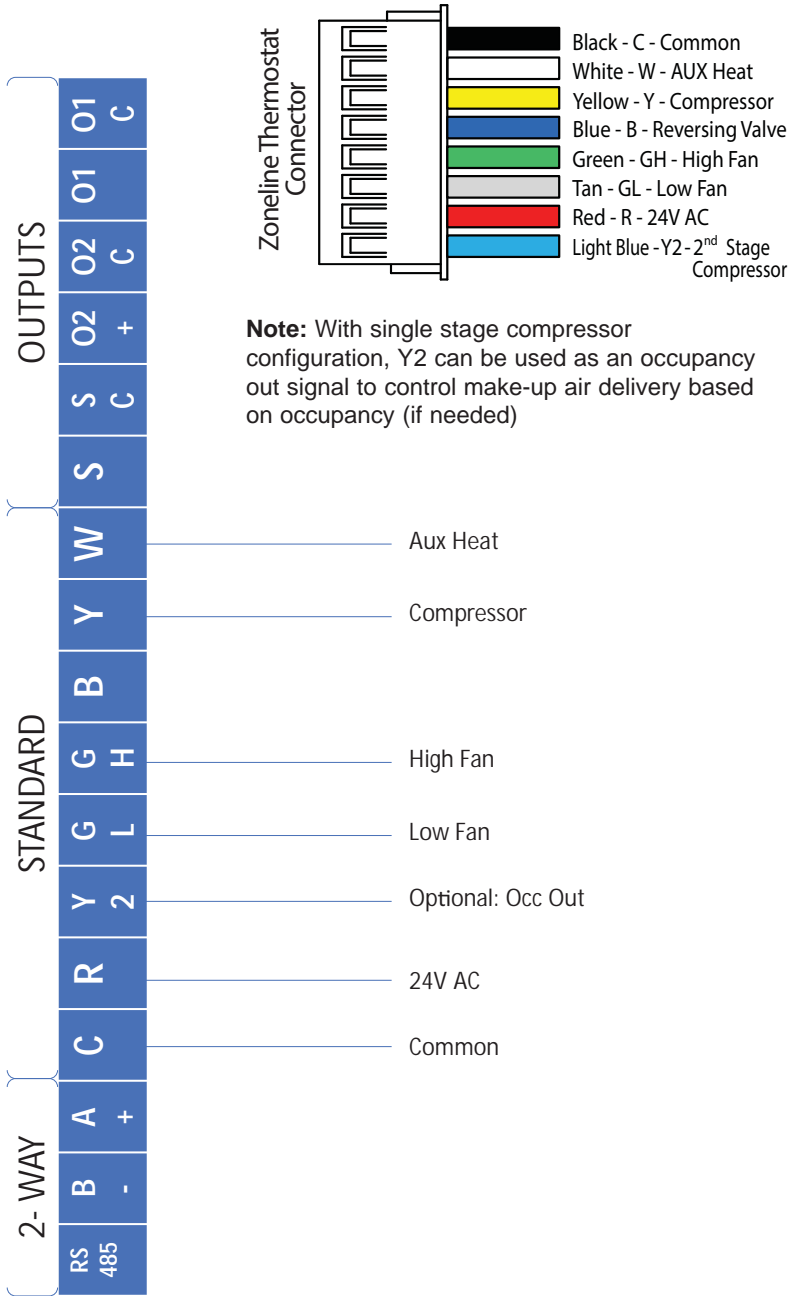 Zoneline Thermostat
Connector
Black - C - Common
White - W - AUX Heat
Yellow - Y - Compressor
Blue - B - Reversing Valve
Green - GH - High Fan
Tan - GL - Low Fan
Red - R - 24V AC
Light Blue - Y2 - 2nd Stage
Compressor
Note: With single stage compressor
configuration, Y2 can be used as an occupancy
out signal to control make-up air delivery based
on occupancy (if needed)
OUTPUTS
O1
C
O1
O2
C
O2
+
S
C
S
STANDARD
W
Aux Heat
Y
Compressor
B
G
H
High Fan
G
L
Low Fan
Y
2
Optional: Occ Out
R
24V AC
C
Common
2- WAY
A
+
B
-
RS
485